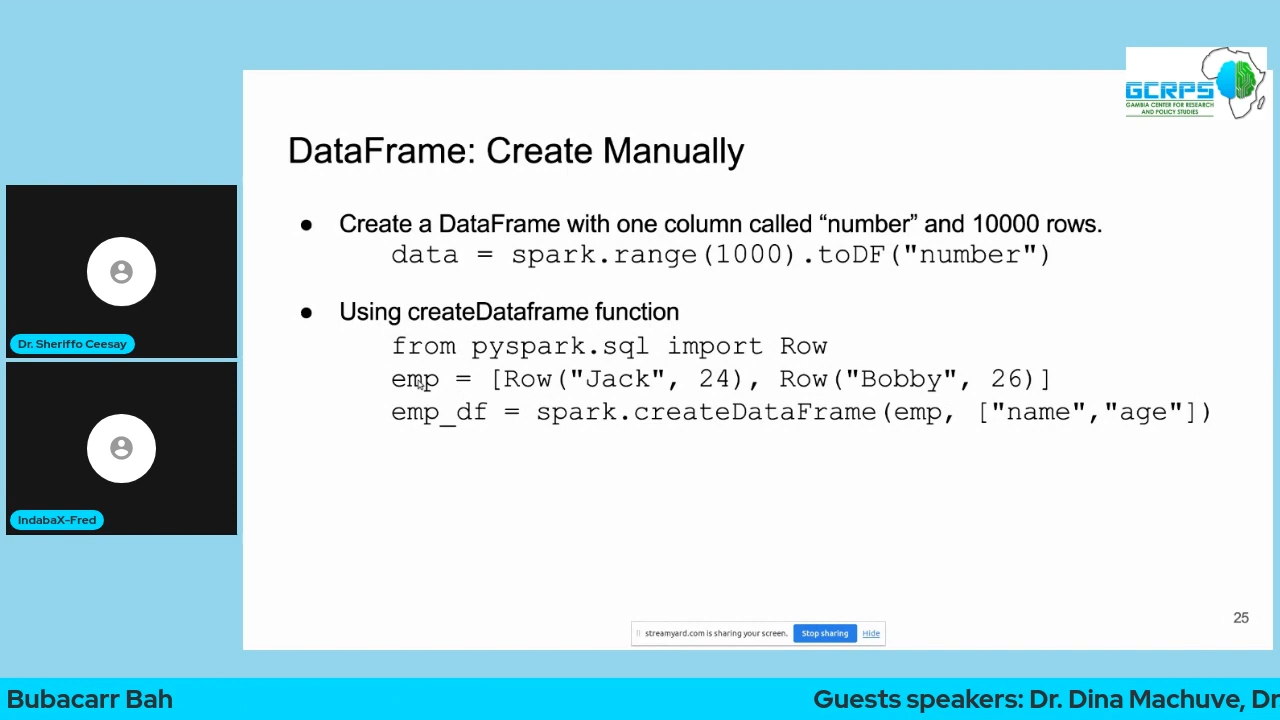 GCRPS
GAMBIA CENTER FOR RESEARCH
AND POLICY STUDIES
DataFrame: Create Manually
● Create a DataFrame with one column called “number” and 10000 rows.
data = spark.range(1000).toDF("number")
● Using createDataframe function
from pyspark.sql import Row
emp = [Row("Jack", 24), Row("Bobby", 26)]
emp_df = spark.createDataFrame(emp, ["name","age"])
Dr. Sheriffo Ceesay
IndabaX-Fred
25
streamyard.com is sharing your screen. Stop sharing Hide
Bubacarr Bah Guests speakers: Dr. Dina Machuve, Dr